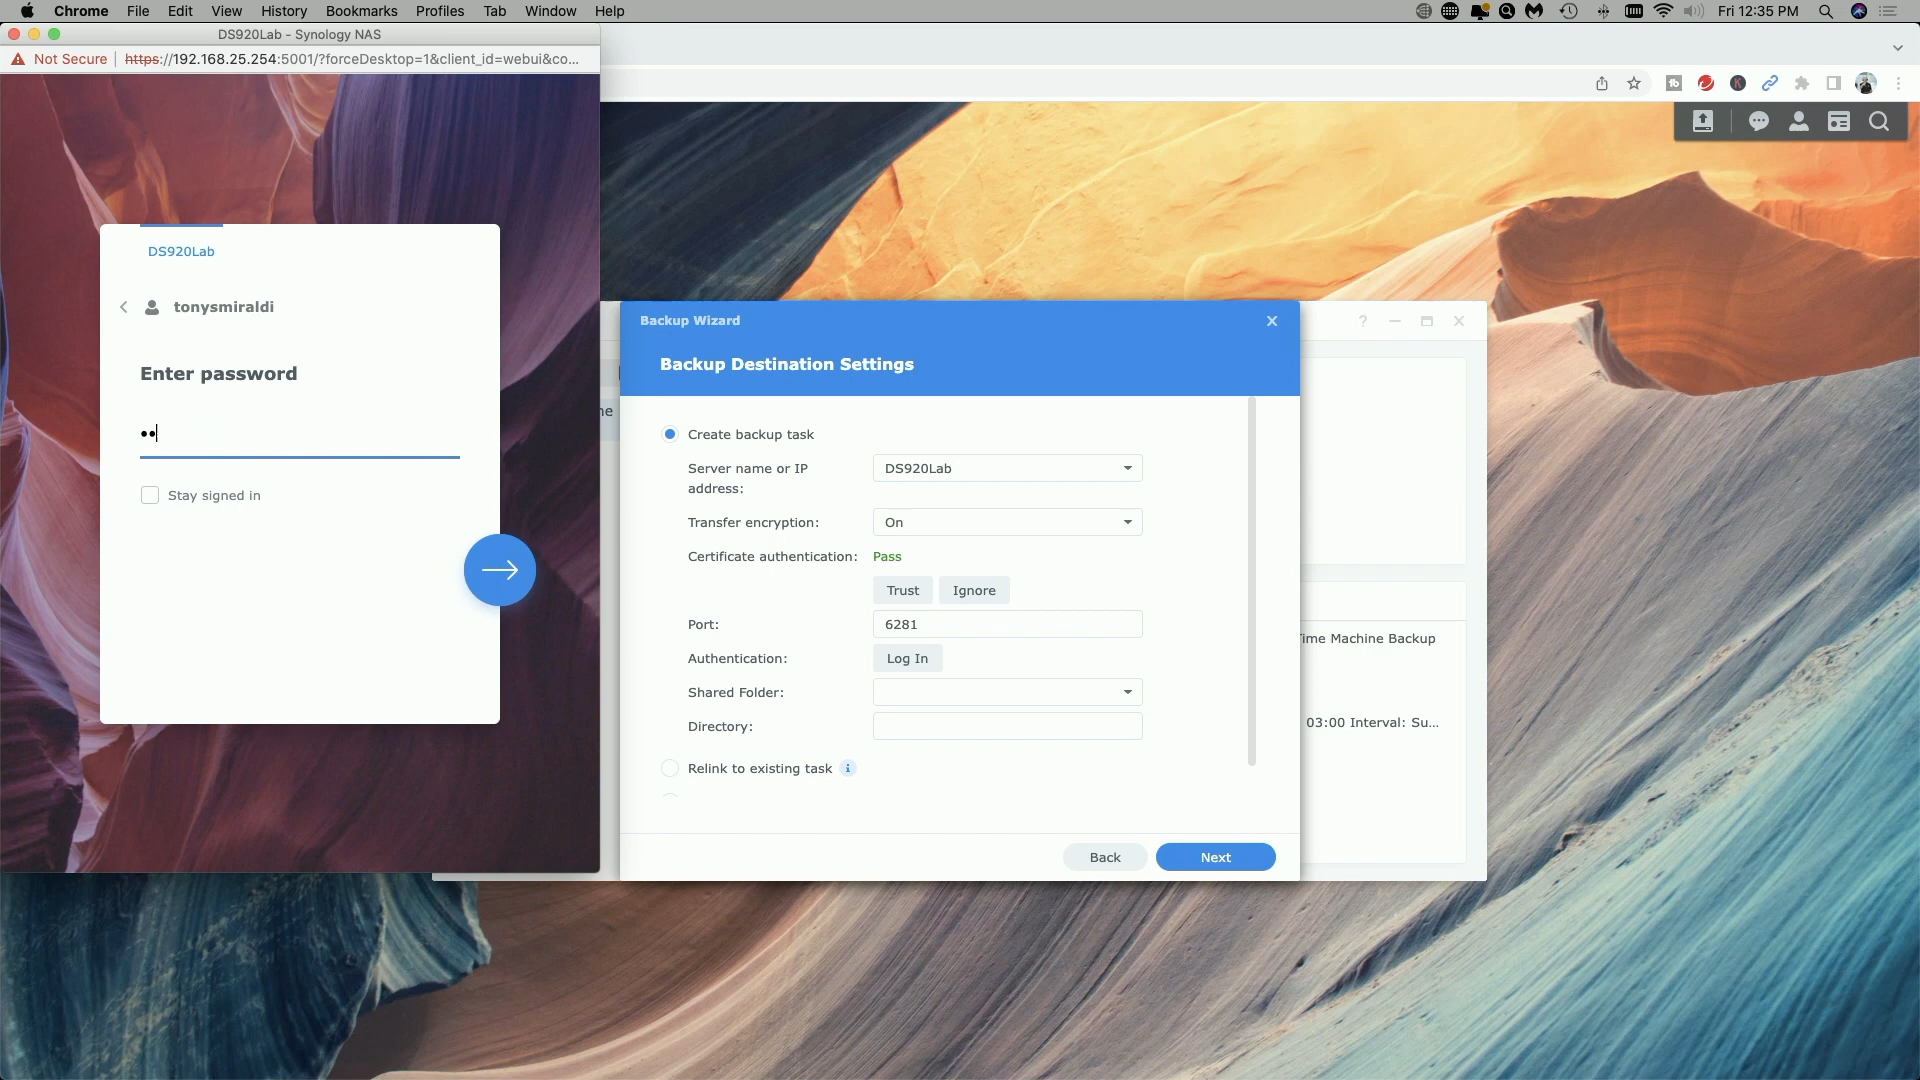 Chrome File Edit View History Bookmarks Profiles Tab Window Help
Fri 12:35 PM
DS920Lab - Synology NAS
Not Secure
https://192.168.25.254:5001/?forceDesktop=1&client_id=webui&co...
DS920Lab
tonysmiraldi
Enter password
••
Stay signed in
Backup Wizard
Backup Destination Settings
Create backup task
Server name or IP address: DS920Lab
Transfer encryption: On
Certificate authentication: Pass
Trust Ignore
Port: 6281
Authentication: Log In
Shared Folder:
Directory:
Relink to existing task
Back Next
Time Machine Backup
03:00 Interval: Su...